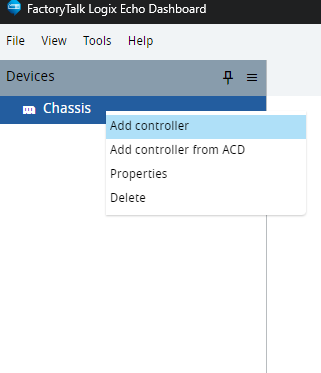 FactoryTalk Logix Echo Dashboard
File View Tools Help
Devices
Chassis
Add controller
Add controller from ACD
Properties
Delete